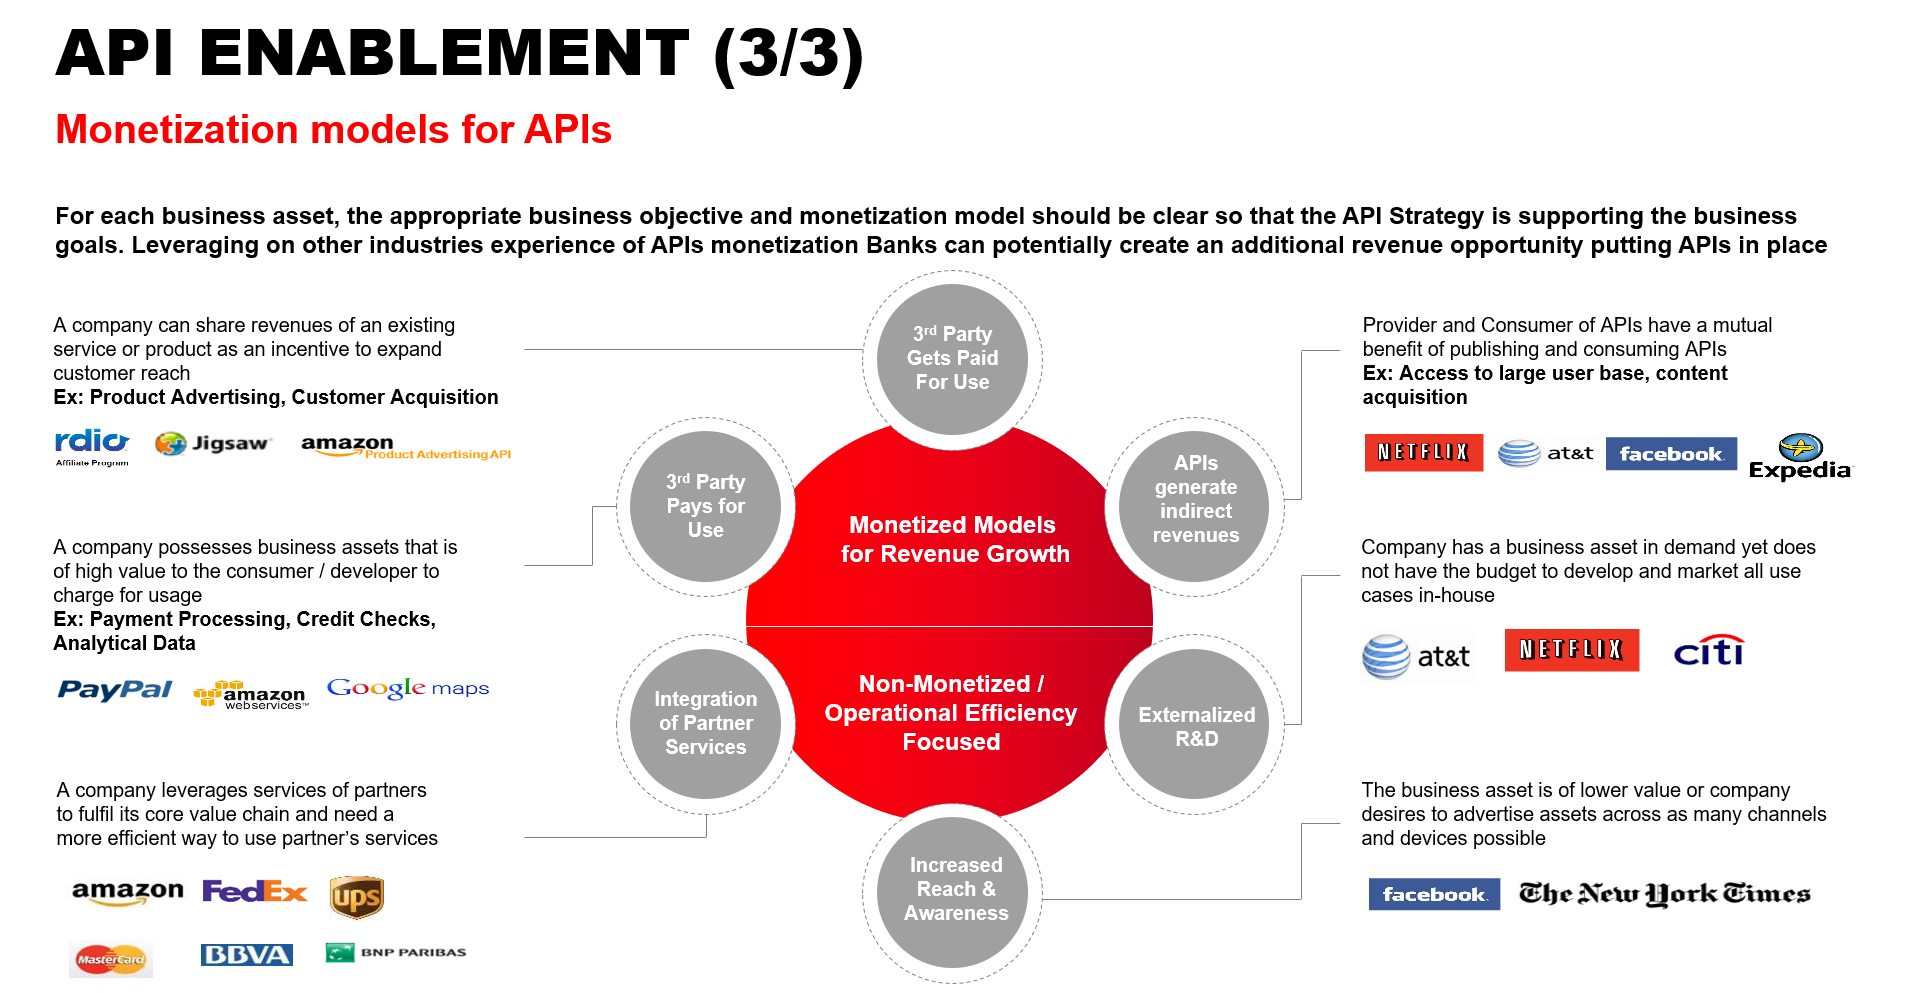 API ENABLEMENT (3/3)
Monetization models for APIs
For each business asset, the appropriate business objective and monetization model should be clear so that the API Strategy is supporting the business
goals. Leveraging on other industries experience of APIs monetization Banks can potentially create an additional revenue opportunity putting APIs in place
A company can share revenues of an existing
service or product as an incentive to expand
customer reach
Ex: Product Advertising, Customer Acquisition
rdio
Affiliate Program
Jigsaw
amazon
Product Advertising API
A company possesses business assets that is
of high value to the consumer / developer to
charge for usage
Ex: Payment Processing, Credit Checks,
Analytical Data
PayPal
amazon
webservices™
Google maps
A company leverages services of partners
to fulfil its core value chain and need a
more efficient way to use partner's services
amazon
FedEx
ups
MasterCard
BBVA
BNP PARIBAS
3rd Party
Gets Paid
For Use
3rd Party
Pays for
Use
APIs
generate
indirect
revenues
Monetized Models
for Revenue Growth
Non-Monetized /
Operational Efficiency
Focused
Integration
of Partner
Services
Externalized
R&D
Increased
Reach &
Awareness
Provider and Consumer of APIs have a mutual
benefit of publishing and consuming APIs
Ex: Access to large user base, content
acquisition
NETFLIX
at&t
facebook.
Expedia
Company has a business asset in demand yet does
not have the budget to develop and market all use
cases in-house
at&t
NETFLIX
citi
The business asset is of lower value or company
desires to advertise assets across as many channels
and devices possible
facebook.
The New York Times